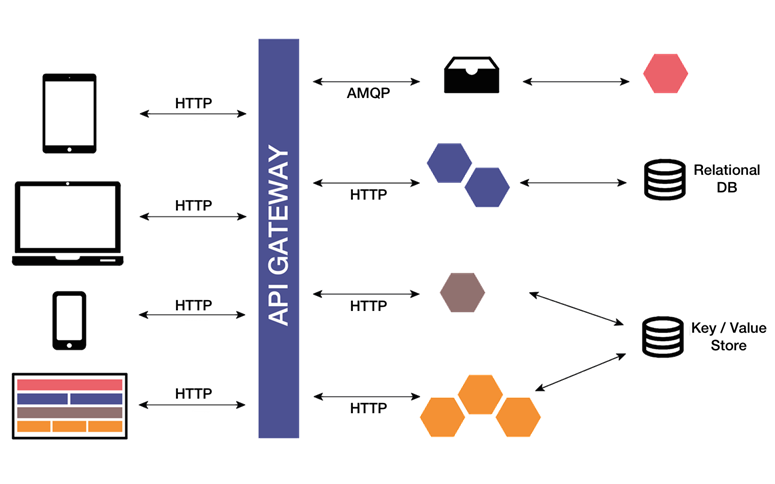 HTTP
HTTP
HTTP
HTTP
API GATEWAY
AMQP
HTTP
HTTP
HTTP
Relational
DB
Key / Value
Store